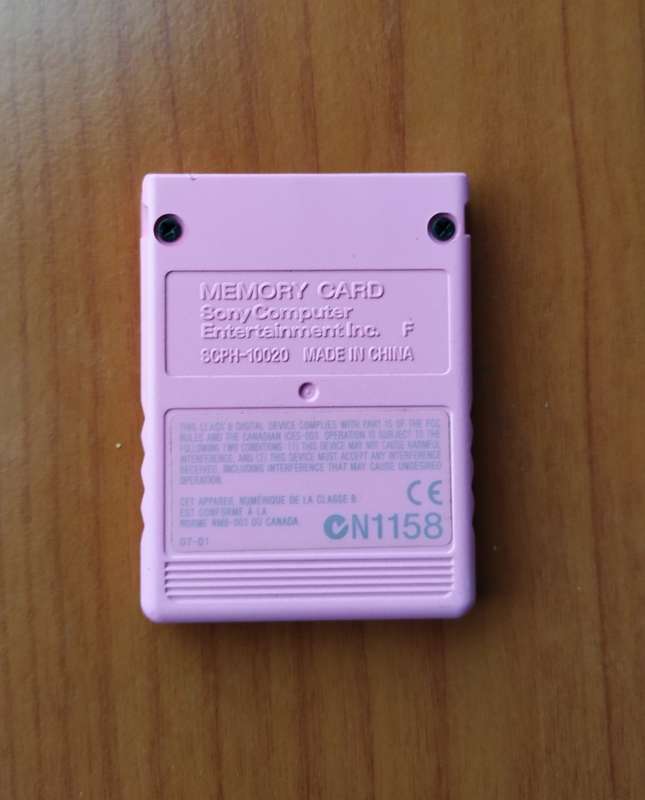 MEMORY CARD
Sony Computer
Entertainment Inc. F
SCPH-10020 MADE IN CHINA
THIS CLASS B DIGITAL DEVICE COMPLIES WITH PART 15 OF THE FCC
RULES AND THE CANADIAN ICES-003. OPERATION IS SUBJECT TO THE
FOLLOWING TWO CONDITIONS: (1) THIS DEVICE MAY NOT CAUSE HARMFUL
INTERFERENCE, AND (2) THIS DEVICE MUST ACCEPT ANY INTERFERENCE
RECEIVED, INCLUDING INTERFERENCE THAT MAY CAUSE UNDESIRED
OPERATION.
CET APPAREIL NUMÉRIQUE DE LA CLASSE B
EST CONFORME À LA
NORME NMB-003 DU CANADA.
CE
N1158
07-01